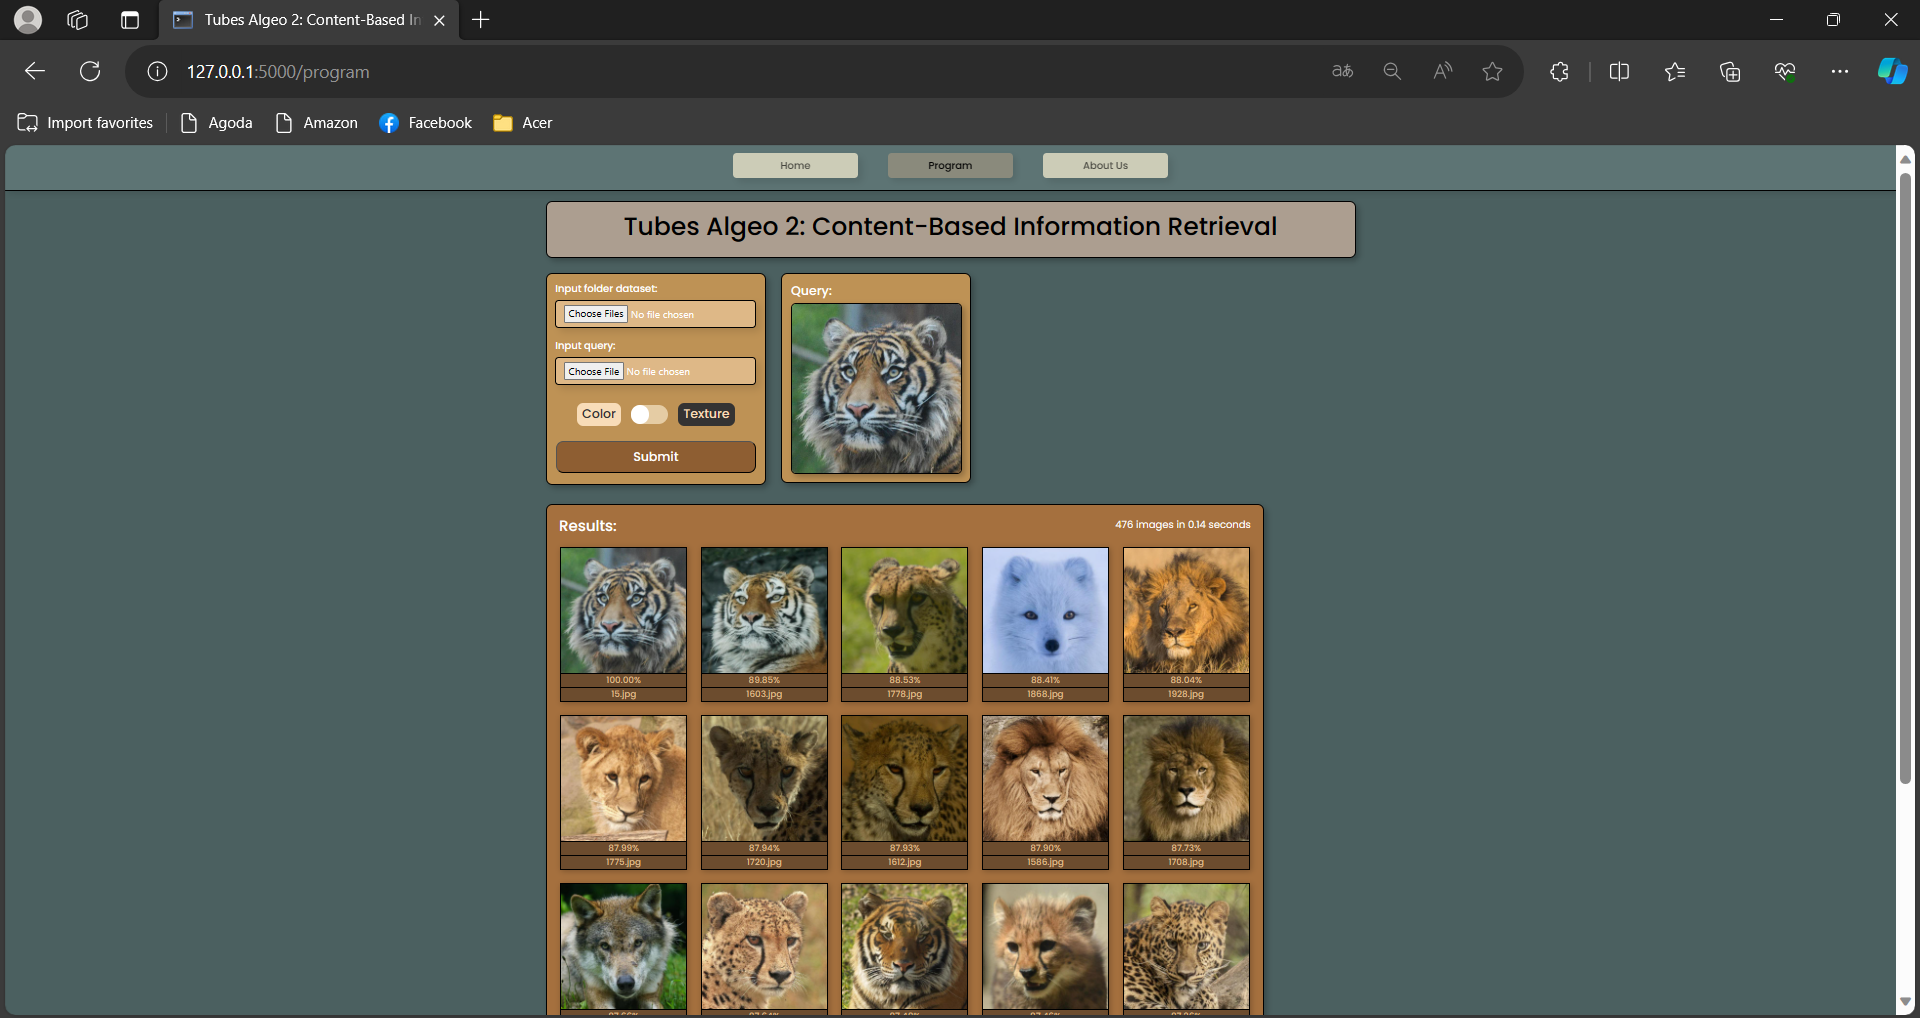 Tubes Algeo 2: Content-Based In
127.0.0.1:5000/program
Import favorites
Agoda
Amazon
Facebook
Acer
Home
Program
About Us
Tubes Algeo 2: Content-Based Information Retrieval
Input folder dataset:
Choose Files No file chosen
Input query:
Choose File No file chosen
Color
Texture
Submit
Query:
Results:
476 images in 0.14 seconds
100.00%
15.jpg
89.85%
1603.jpg
88.53%
1778.jpg
88.41%
1868.jpg
88.04%
1928.jpg
87.99%
1775.jpg
87.94%
1720.jpg
87.93%
1612.jpg
87.90%
1586.jpg
87.73%
1708.jpg